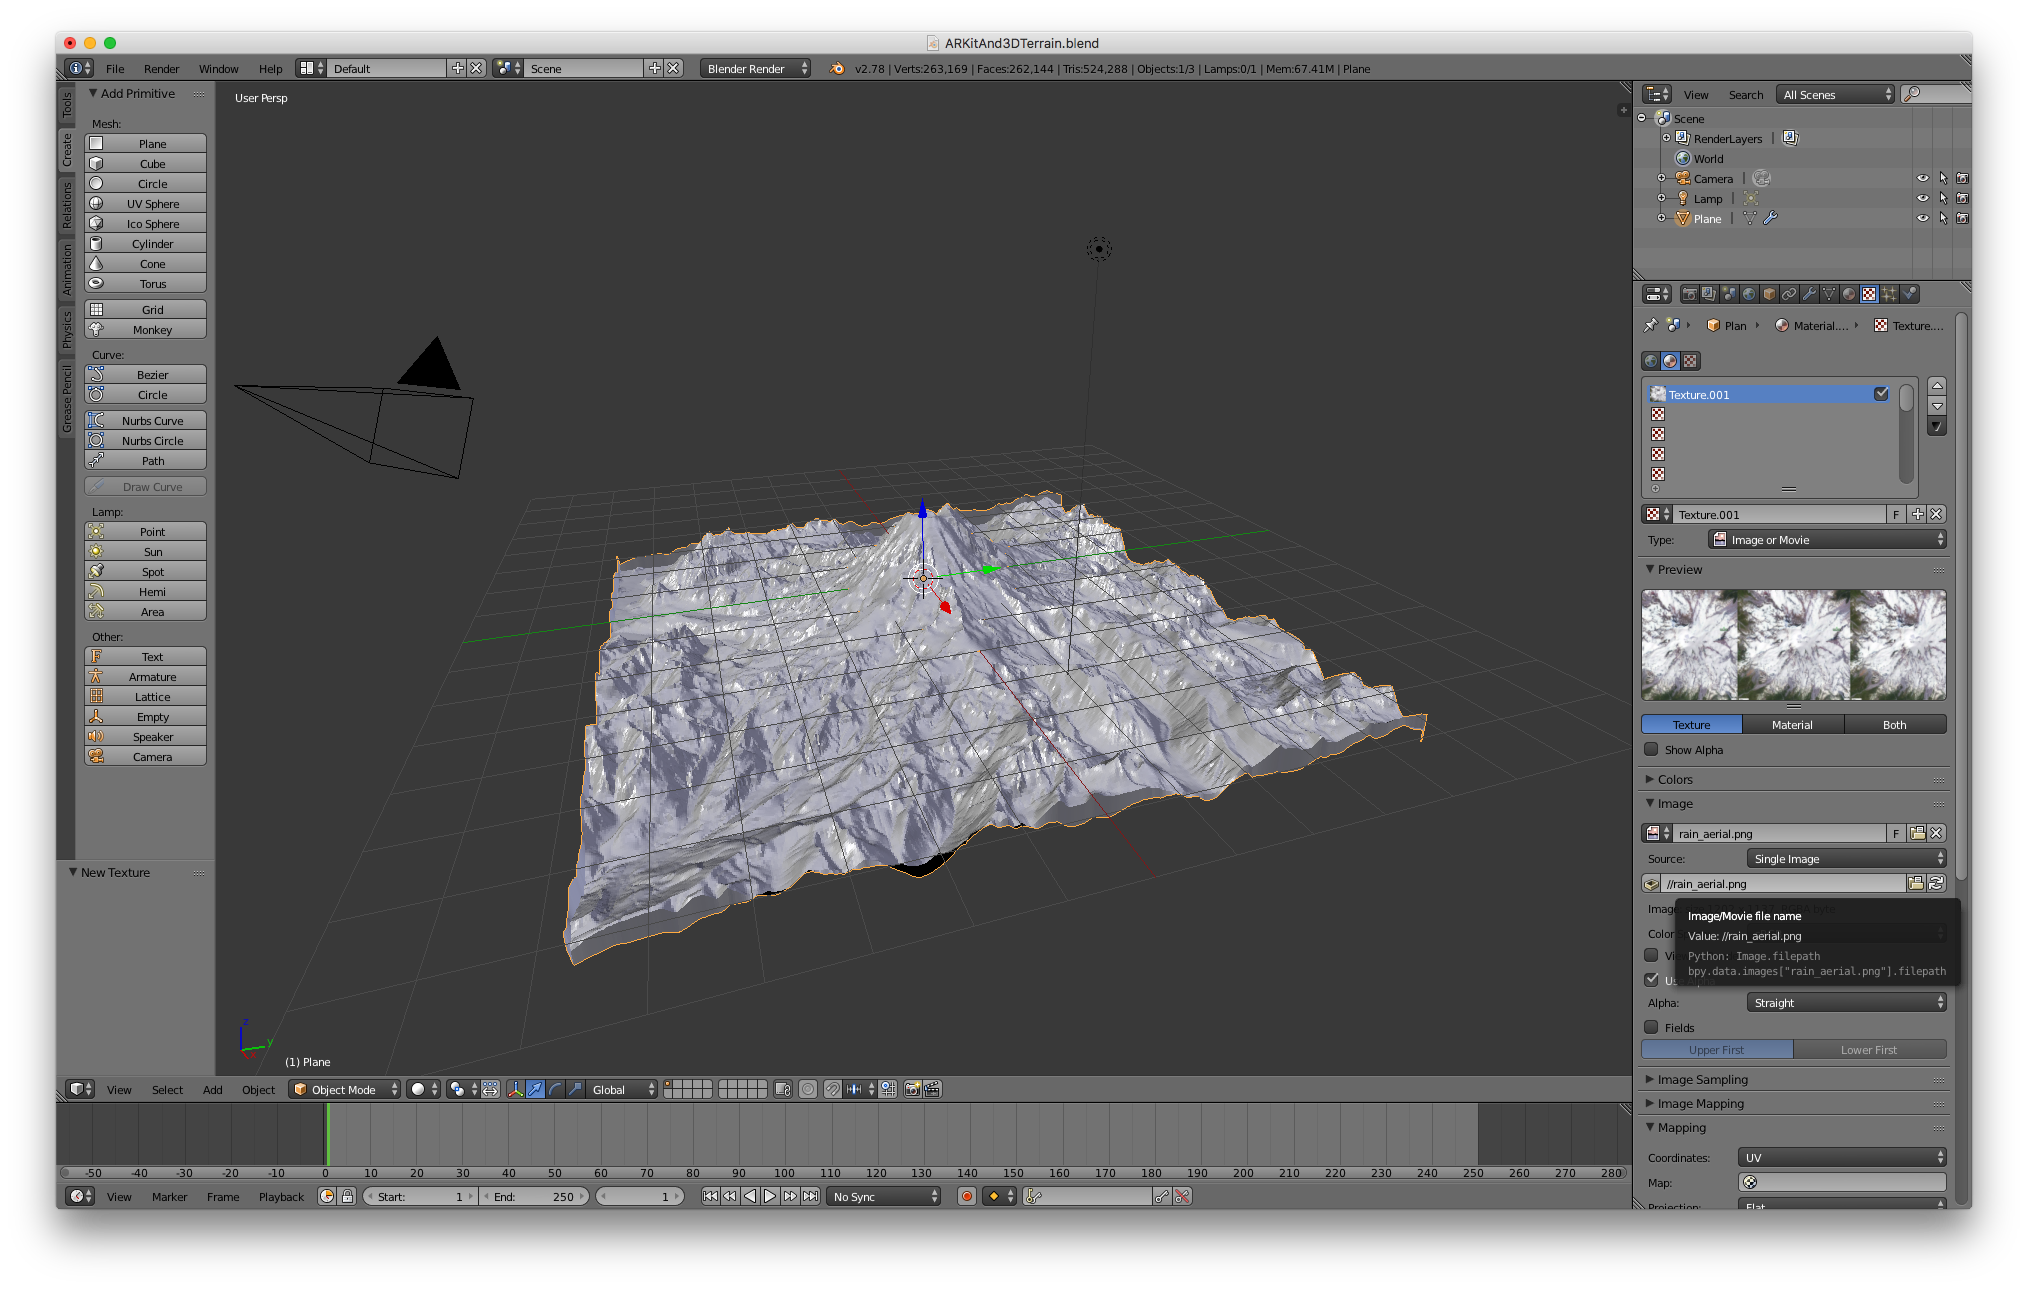 ARKitAnd3DTerrain.blend
File Render Window Help Default Scene Blender Render v2.78 | Verts:263,169 | Faces:262,144 | Tris:524,288 | Objects:1/3 | Lamps:0/1 | Mem:67.41M | Plane
Tools
Create
Relations
Animation
Physics
Grease Pencil
Add Primitive
Mesh:
Plane
Cube
Circle
UV Sphere
Ico Sphere
Cylinder
Cone
Torus
Grid
Monkey
Curve:
Bezier
Circle
Nurbs Curve
Nurbs Circle
Path
Draw Curve
Lamp:
Point
Sun
Spot
Hemi
Area
Other:
Text
Armature
Lattice
Empty
Speaker
Camera
New Texture
User Persp
z
y
x
(1) Plane
View Select Add Object Object Mode Global
-50 -40 -30 -20 -10 0 10 20 30 40 50 60 70 80 90 100 110 120 130 140 150 160 170 180 190 200 210 220 230 240 250 260 270 280
View Marker Frame Playback Start: 1 End: 250 1 No Sync
View Search All Scenes
Scene
RenderLayers
World
Camera
Lamp
Plane
Plan Material.... Texture....
Texture.001
Texture.001 F
Type: Image or Movie
Preview
Texture Material Both
Show Alpha
Colors
Image
rain_aerial.png F
Source: Single Image
//rain_aerial.png
Image/Movie file name
Value: //rain_aerial.png
Python: Image.filepath
bpy.data.images["rain_aerial.png"].filepath
Alpha: Straight
Fields
Upper First Lower First
Image Sampling
Image Mapping
Mapping
Coordinates: UV
Map:
Projection: Flat